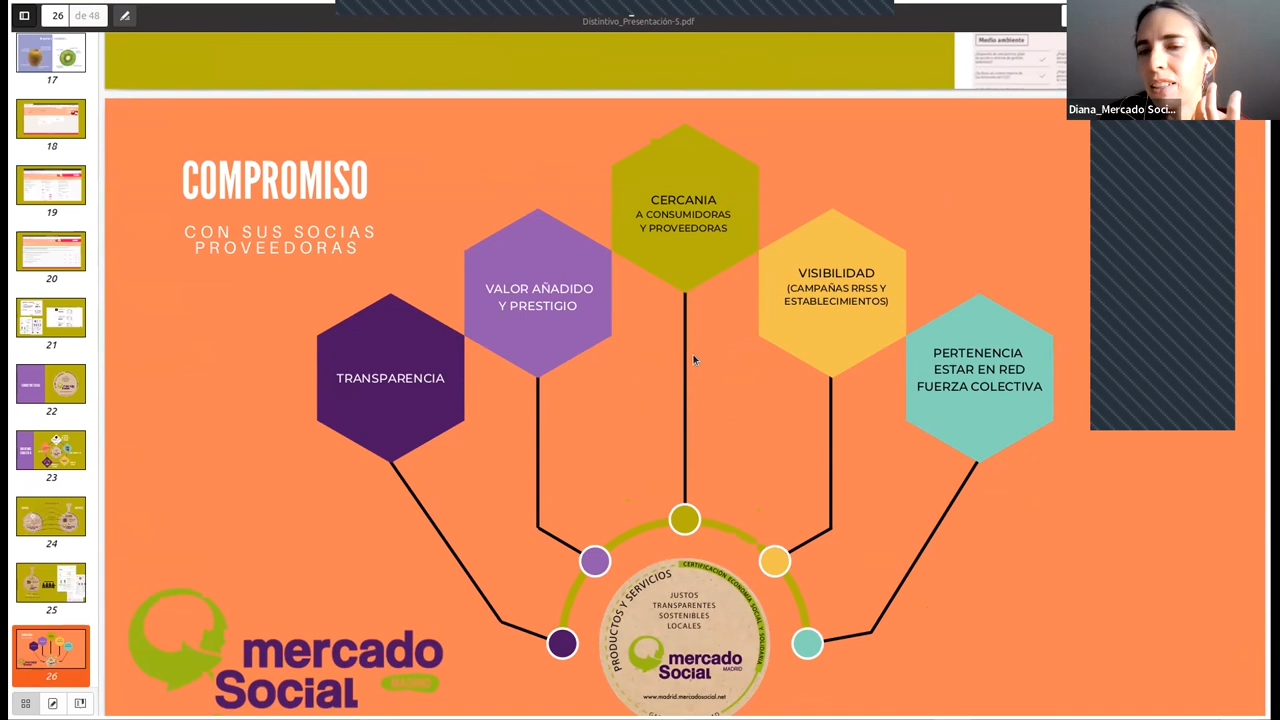 26 de 48
Distintivo_Presentación-5.pdf
Medio ambiente
Diana_Mercado Soci...
17
18
19
20
21
22
23
24
25
26
COMPROMISO
CON SUS SOCIAS
PROVEEDORAS
TRANSPARENCIA
VALOR AÑADIDO
Y PRESTIGIO
CERCANIA
A CONSUMIDORAS
Y PROVEEDORAS
VISIBILIDAD
(CAMPAÑAS RRSS Y
ESTABLECIMIENTOS)
PERTENENCIA
ESTAR EN RED
FUERZA COLECTIVA
mercado
Social
MADRID
PRODUCTOS Y SERVICIOS
CERTIFICACIÓN ECONOMÍA SOCIAL Y SOLIDARIA
JUSTOS
TRANSPARENTES
SOSTENIBLES
LOCALES
mercado
Social
MADRID
www.madrid.mercadosocial.net